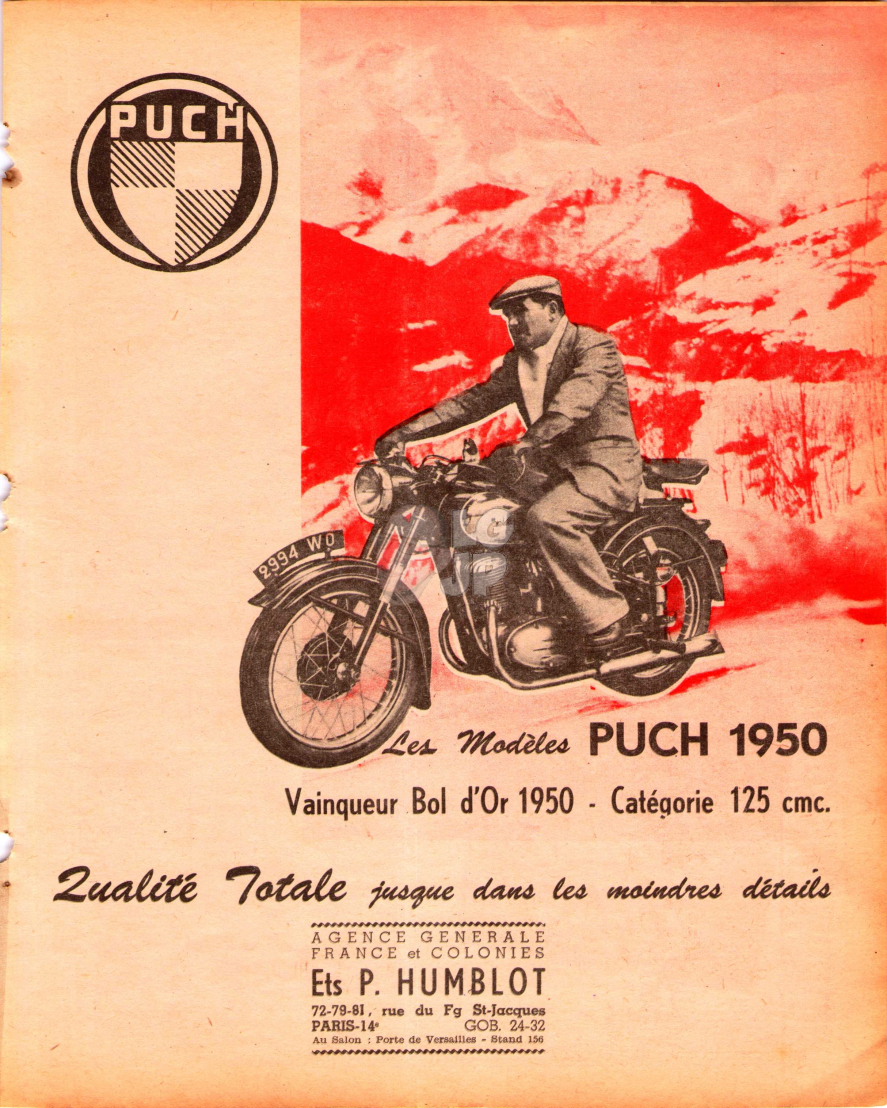 PUCH
2994 WO
Les Modèles PUCH 1950
Vainqueur Bol d'Or 1950 - Catégorie 125 cmc.
Qualité Totale jusque dans les moindres détails
AGENCE GENERALE
FRANCE et COLONIES
Ets P. HUMBLOT
72-79-81, rue du Fg St-Jacques
PARIS-14e GOB. 24-32
Au Salon : Porte de Versailles - Stand 156